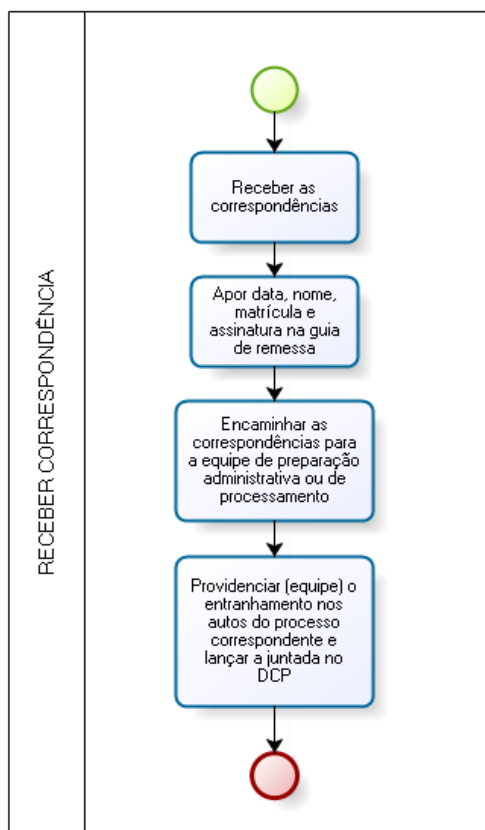 RECEBER CORRESPONDÊNCIA
Receber as
correspondências
Apor data, nome,
matrícula e
assinatura na guia
de remessa
Encaminhar as
correspondências para
a equipe de preparação
administrativa ou de
processamento
Providenciar (equipe) o
entranhamento nos
autos do processo
correspondente e
lançar a juntada no
DCP